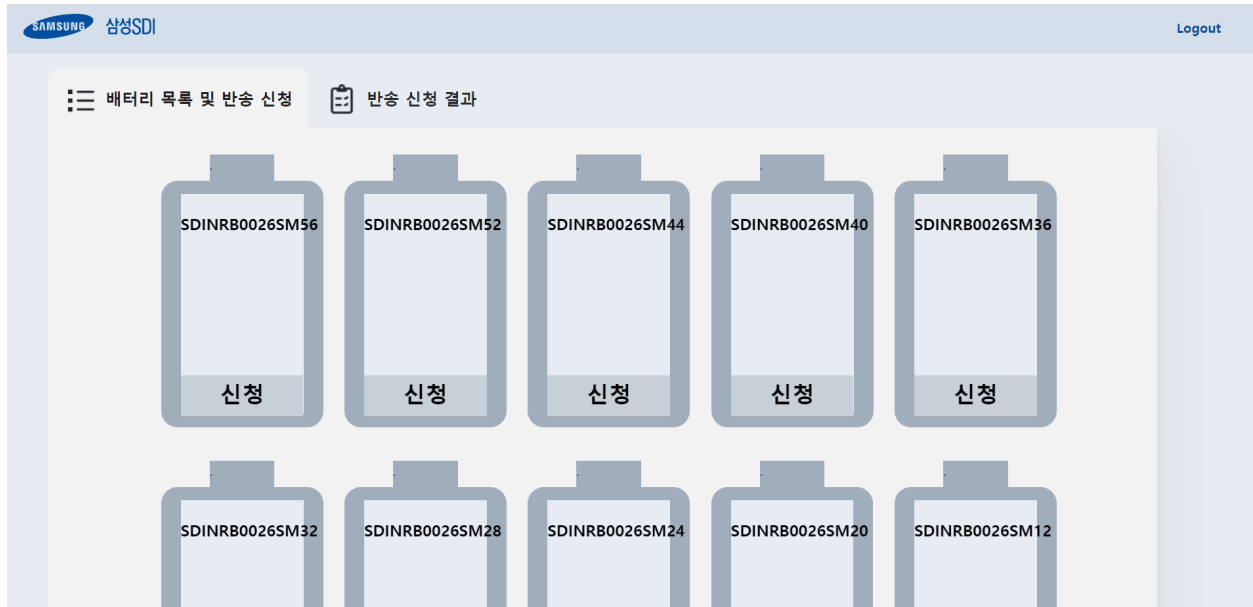 SAMSUNG 삼성SDI
Logout
배터리 목록 및 반송 신청
반송 신청 결과
SDINRB0026SM56 SDINRB0026SM52 SDINRB0026SM44 SDINRB0026SM40 SDINRB0026SM36
신청 신청 신청 신청 신청
SDINRB0026SM32 SDINRB0026SM28 SDINRB0026SM24 SDINRB0026SM20 SDINRB0026SM12